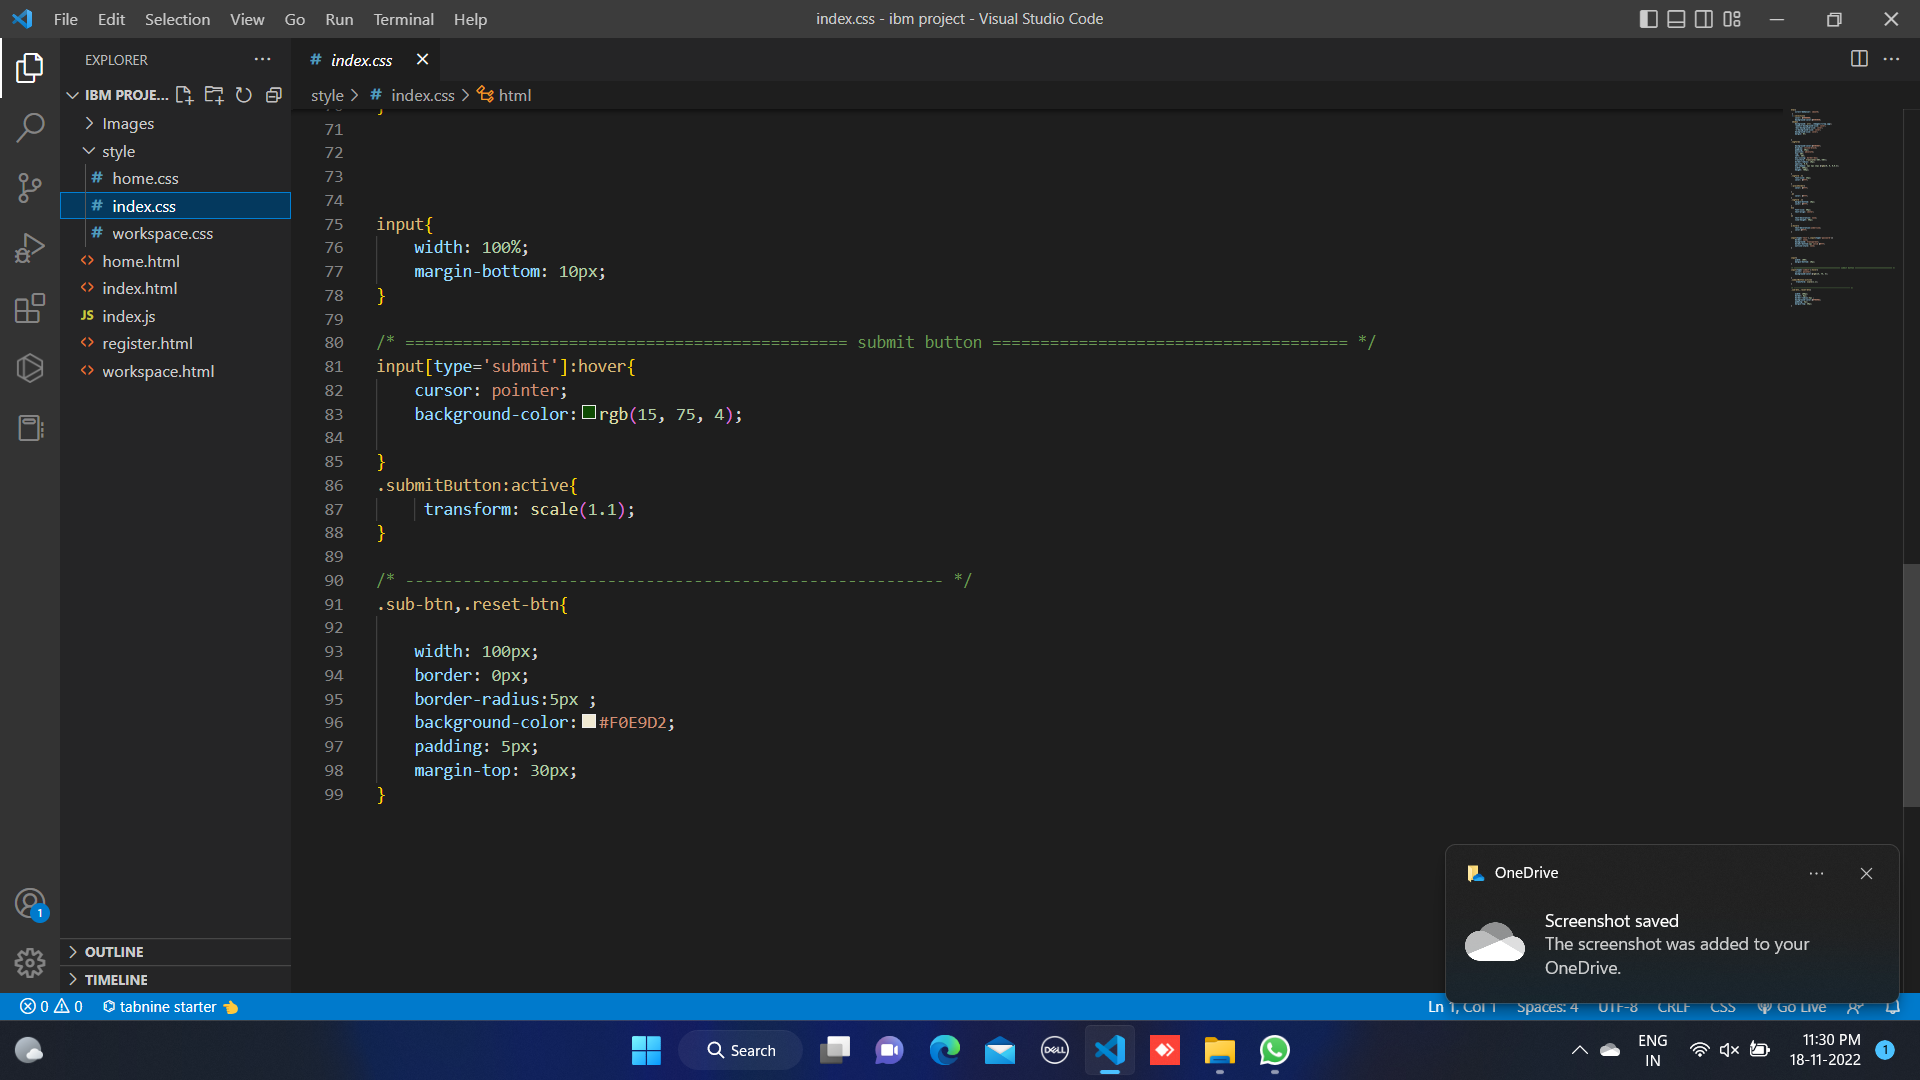 File Edit Selection View Go Run Terminal Help
index.css - ibm project - Visual Studio Code
EXPLORER
IBM PROJE...
Images
style
# home.css
# index.css
# workspace.css
<> home.html
<> index.html
JS index.js
<> register.html
<> workspace.html
OUTLINE
TIMELINE
# index.css
style > # index.css > html
71
72
73
74
75 input{
76 width: 100%;
77 margin-bottom: 10px;
78 }
79
80 /* ============================================== submit button ===================================== */
81 input[type='submit']:hover{
82 cursor: pointer;
83 background-color: rgb(15, 75, 4);
84
85 }
86 .submitButton:active{
87 transform: scale(1.1);
88 }
89
90 /* -------------------------------------------------------- */
91 .sub-btn,.reset-btn{
92
93 width: 100px;
94 border: 0px;
95 border-radius:5px ;
96 background-color: #F0E9D2;
97 padding: 5px;
98 margin-top: 30px;
99 }
OneDrive
Screenshot saved
The screenshot was added to your
OneDrive.
1
0 0 tabnine starter
Ln 1, Col 1 Spaces: 4 UTF-8 CRLF CSS Go Live
Search
DELL
ENG
IN
11:30 PM
18-11-2022
1